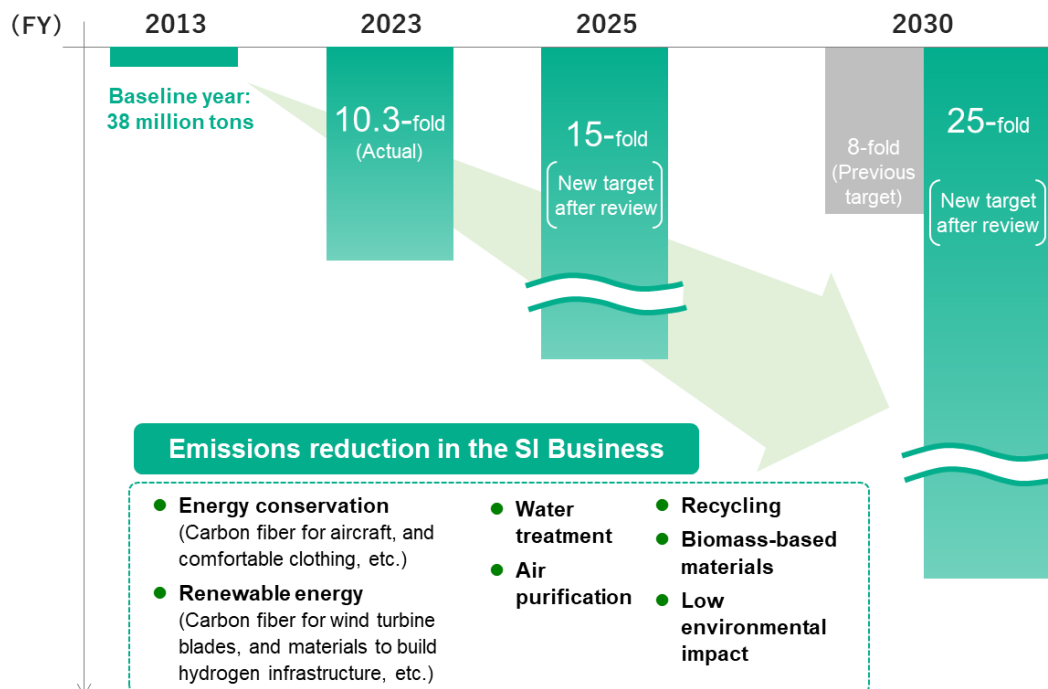 (FY)
2013
2023
2025
2030
Baseline year:
38 million tons
10.3-fold
(Actual)
15-fold
New target
after review
8-fold
(Previous
target)
25-fold
New target
after review
Emissions reduction in the SI Business
● Energy conservation
(Carbon fiber for aircraft, and
comfortable clothing, etc.)
● Renewable energy
(Carbon fiber for wind turbine
blades, and materials to build
hydrogen infrastructure, etc.)
● Water
treatment
● Air
purification
● Recycling
● Biomass-based
materials
● Low
environmental
impact